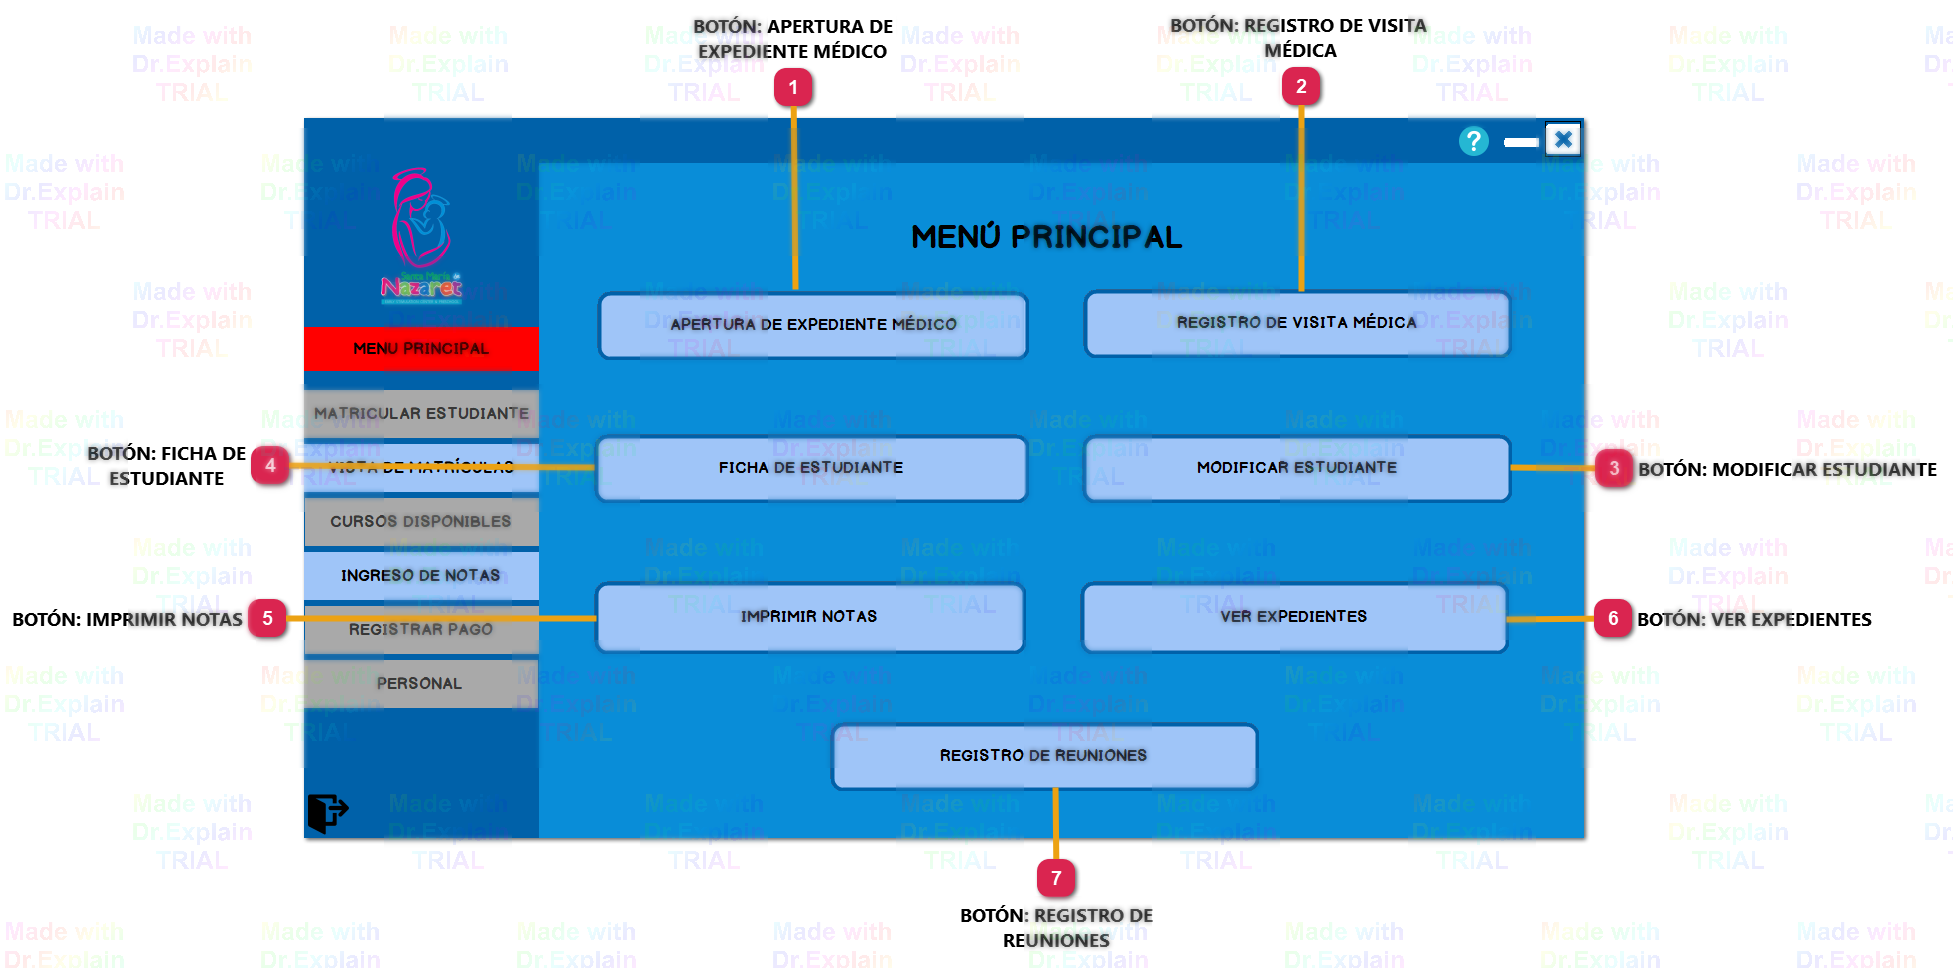 BOTÓN: APERTURA DE
EXPEDIENTE MÉDICO
1
BOTÓN: REGISTRO DE VISITA
MÉDICA
2
?
Santa María de
Nazaret
MENÚ PRINCIPAL
APERTURA DE EXPEDIENTE MÉDICO
REGISTRO DE VISITA MÉDICA
MENU PRINCIPAL
MATRICULAR ESTUDIANTE
VISTA DE MATRÍCULAS
CURSOS DISPONIBLES
INGRESO DE NOTAS
REGISTRAR PAGO
PERSONAL
BOTÓN: FICHA DE
ESTUDIANTE
4
FICHA DE ESTUDIANTE
MODIFICAR ESTUDIANTE
3
BOTÓN: MODIFICAR ESTUDIANTE
BOTÓN: IMPRIMIR NOTAS
5
IMPRIMIR NOTAS
VER EXPEDIENTES
6
BOTÓN: VER EXPEDIENTES
REGISTRO DE REUNIONES
7
BOTÓN: REGISTRO DE
REUNIONES
Made with
Dr.Explain
TRIAL